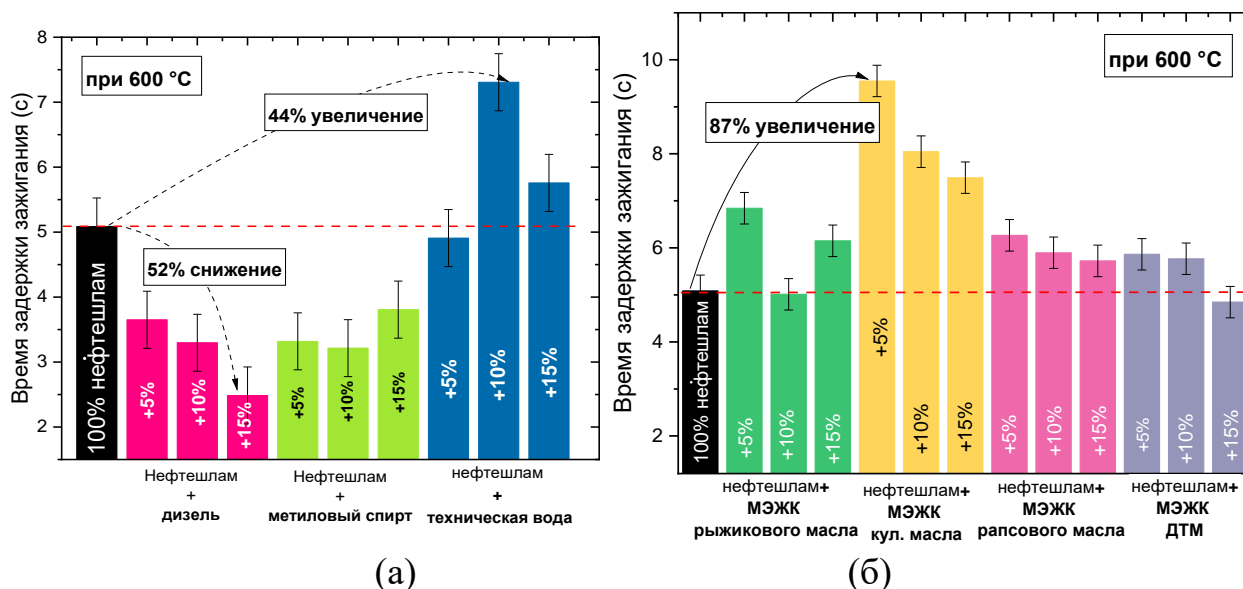 Время задержки зажигания (с)
8
7
6
5
4
3
2
при 600 °C
44% увеличение
52% снижение
100% нефтешлам
+5%
+10%
+15%
+5%
+10%
+15%
+5%
+10%
+15%
Нефтешлам
+
дизель
Нефтешлам
+
метиловый спирт
нефтешлам
+
техническая вода
(а)
Время задержки зажигания (с)
10
8
6
4
2
при 600 °C
87% увеличение
100% нефтешлам
+5%
+10%
+15%
+5%
+10%
+15%
+5%
+10%
+15%
+5%
+10%
+15%
нефтешлам+
МЭЖК
рыжикового масла
нефтешлам+
МЭЖК
кул. масла
нефтешлам+
МЭЖК
рапсового масла
нефтешлам+
МЭЖК
ДТМ
(б)